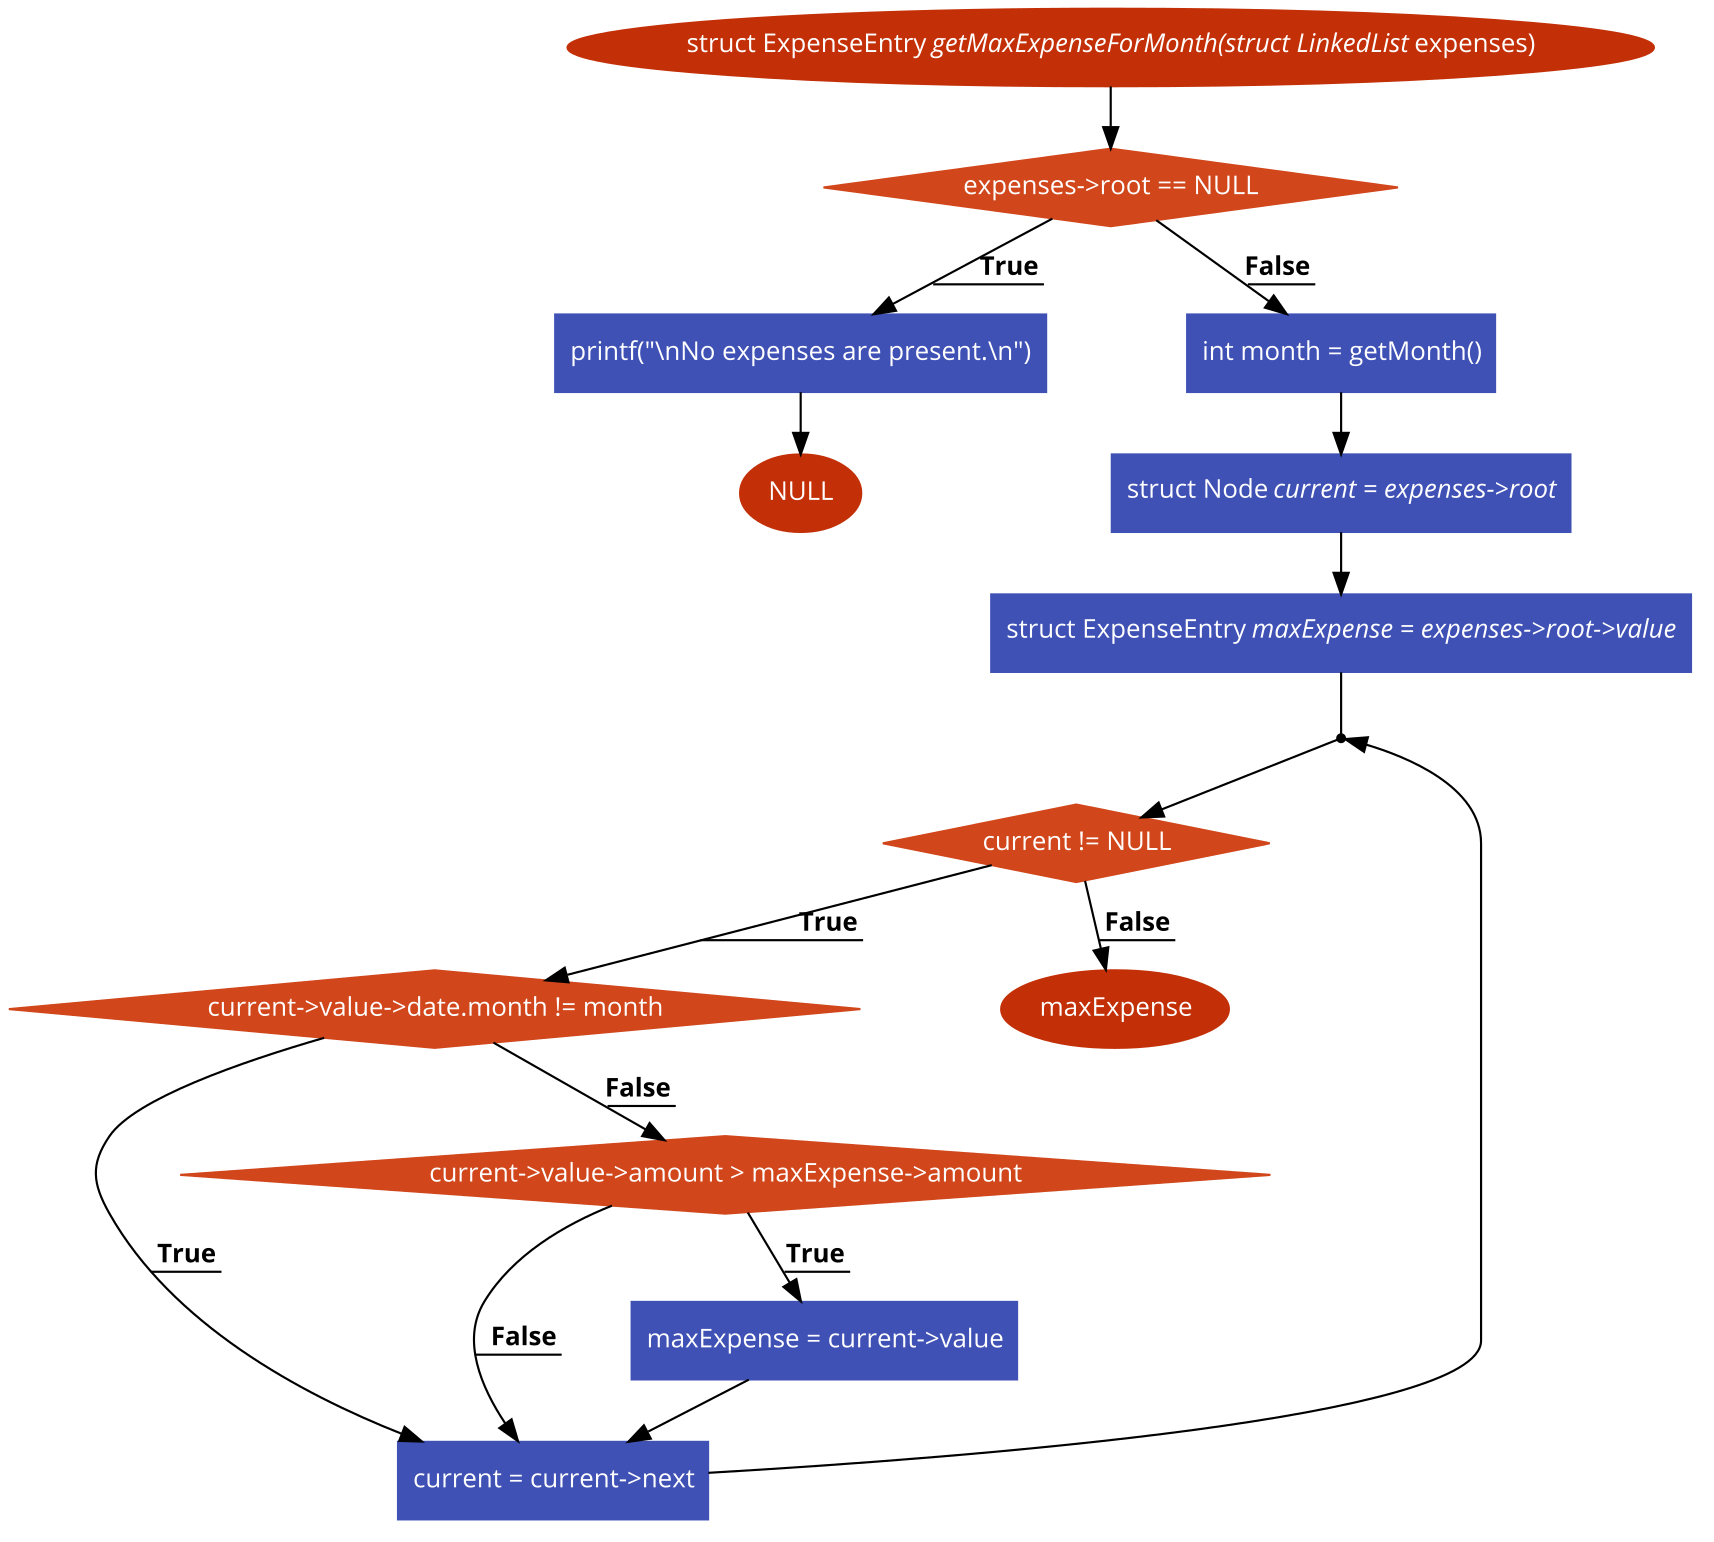 struct ExpenseEntry getMaxExpenseForMonth(struct LinkedList expenses)
expenses->root == NULL
True
False
printf("\nNo expenses are present.\n")
int month = getMonth()
NULL
struct Node current = expenses->root
struct ExpenseEntry maxExpense = expenses->root->value
current != NULL
True
False
current->value->date.month != month
maxExpense
False
current->value->amount > maxExpense->amount
True
True
False
maxExpense = current->value
current = current->next